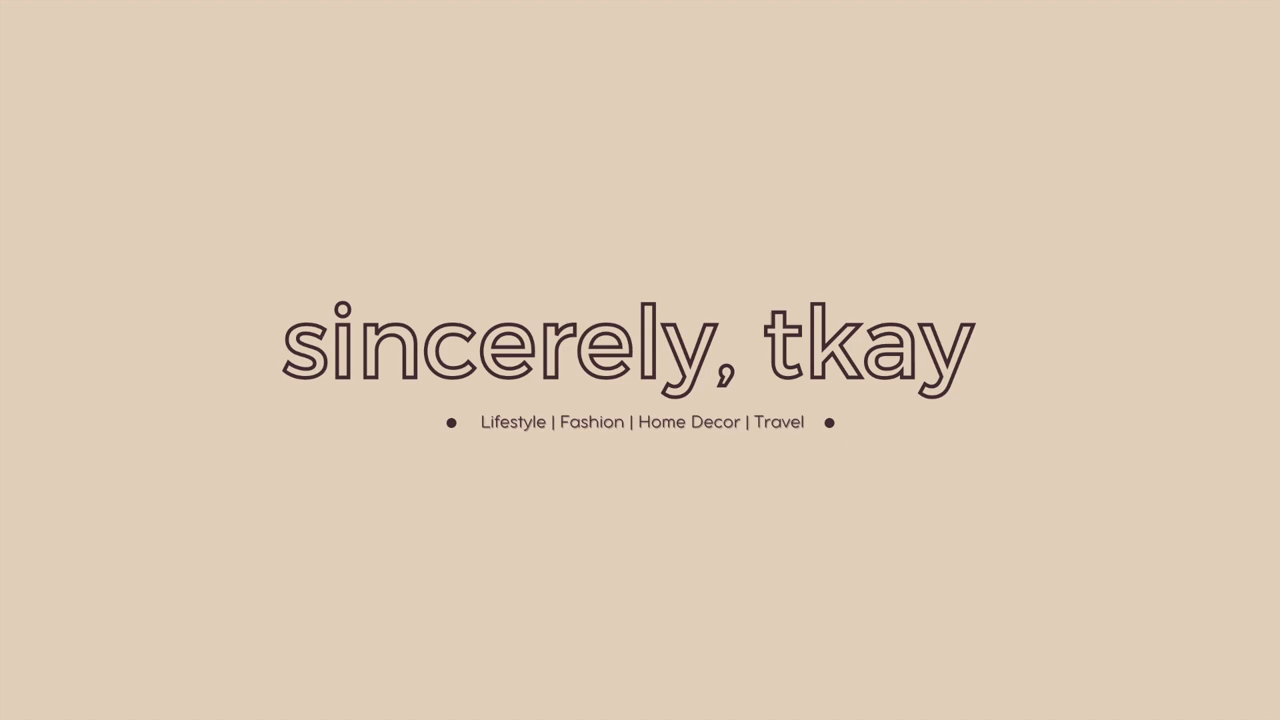 sincerely, tkay
• Lifestyle | Fashion | Home Decor | Travel •